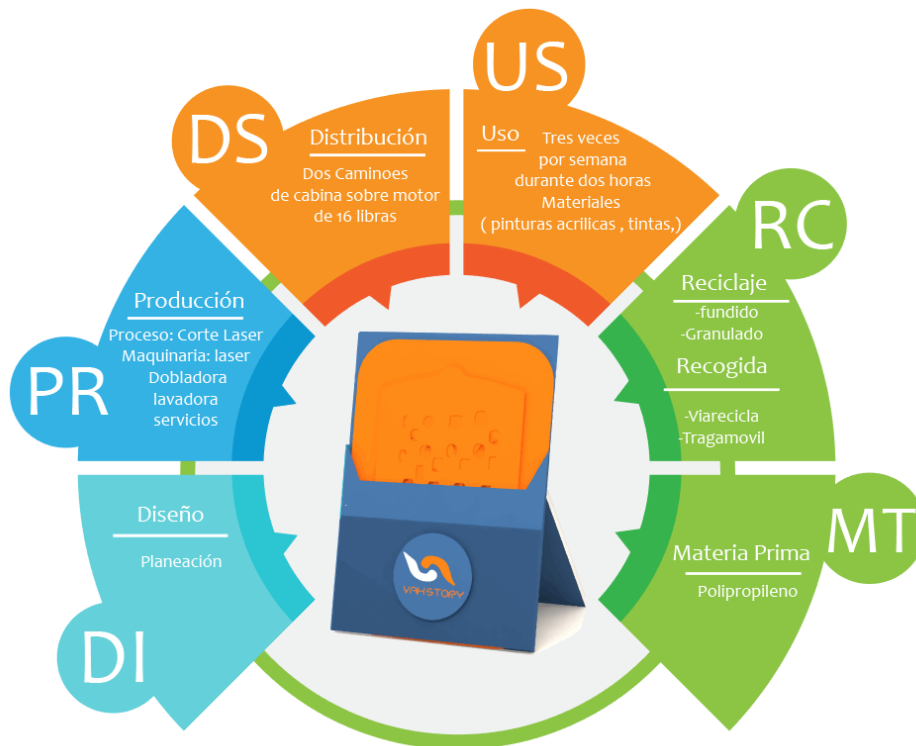 DI
Diseño
Planeación
PR
Producción
Proceso: Corte Laser
Maquinaria: laser
Dobladora
lavadora
servicios
DS
Distribución
Dos Caminoes
de cabina sobre motor
de 16 libras
US
Uso
Tres veces
por semana
durante dos horas
Materiales
( pinturas acrilicas , tintas,)
RC
Reciclaje
-fundido
-Granulado
Recogida
-Viarecicla
-Tragamovil
MT
Materia Prima
Polipropileno
YAHSTORY